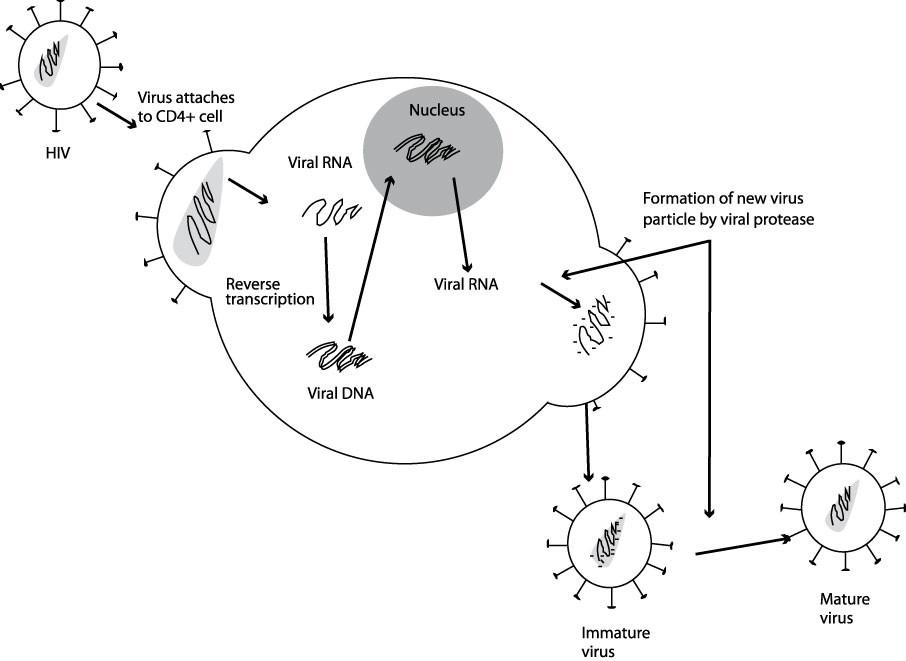 Virus attaches
to CD4+ cell
HIV
Nucleus
Viral RNA
Formation of new virus
particle by viral protease
Reverse
transcription
Viral RNA
Viral DNA
Immature
virus
Mature
virus